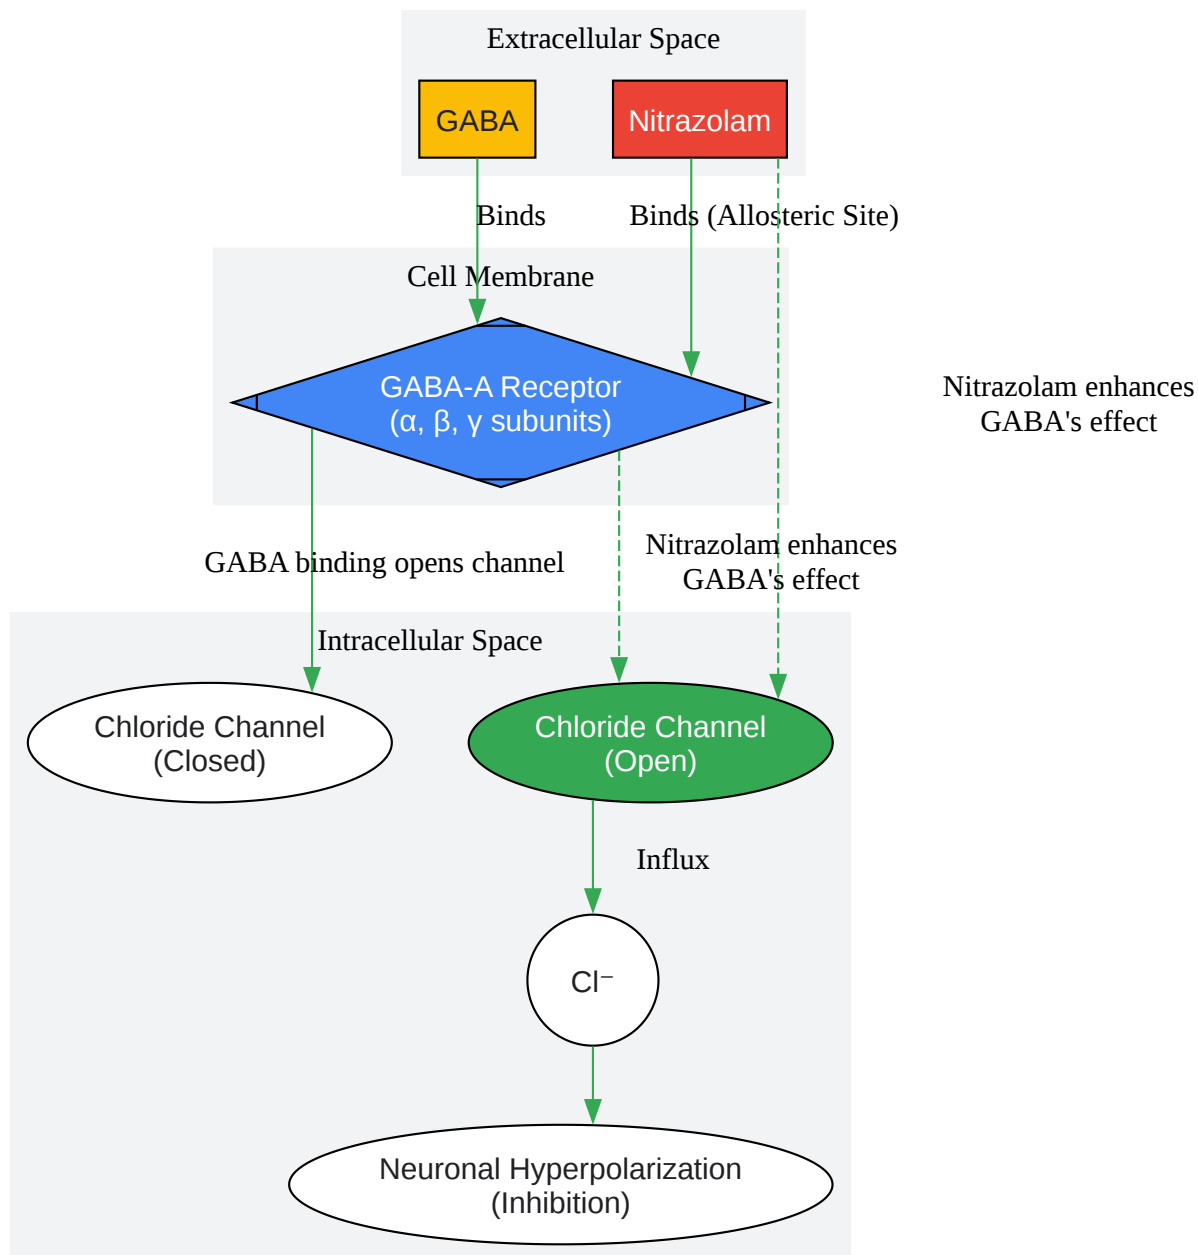 Extracellular Space
GABA
Nitrazolam
Binds
Binds (Allosteric Site)
Cell Membrane
GABA-A Receptor
(α, β, γ subunits)
Nitrazolam enhances
GABA's effect
GABA binding opens channel
Nitrazolam enhances
GABA's effect
Intracellular Space
Chloride Channel
(Closed)
Chloride Channel
(Open)
Influx
Cl⁻
Neuronal Hyperpolarization
(Inhibition)